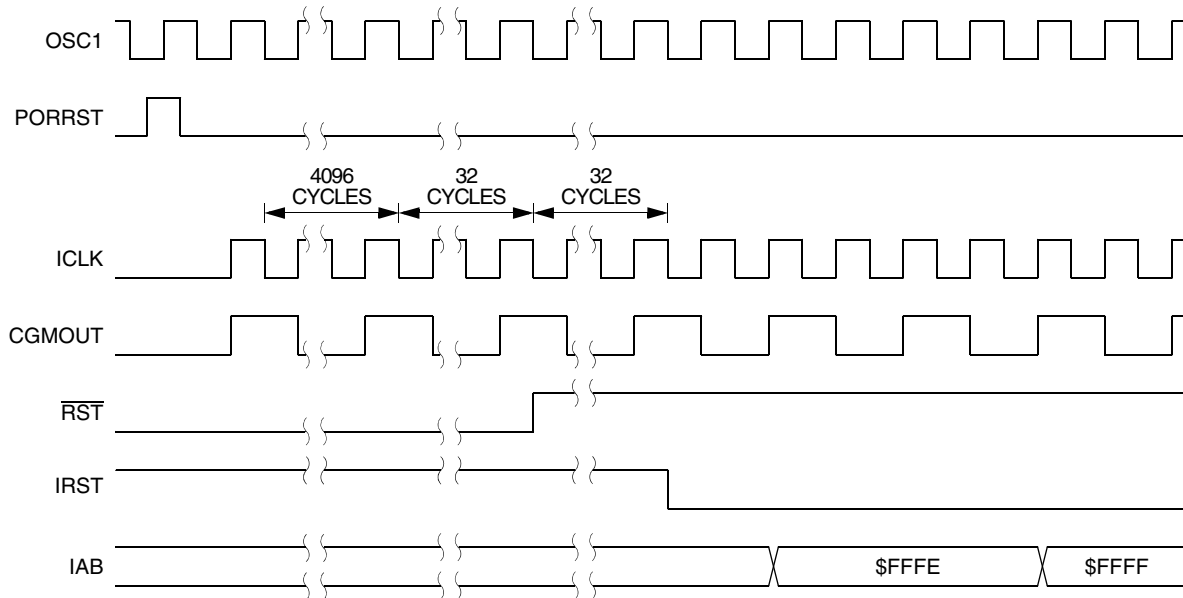 OSC1
PORRST
4096
CYCLES
32
CYCLES
32
CYCLES
ICLK
CGMOUT
RST
IRST
IAB
$FFFE
$FFFF